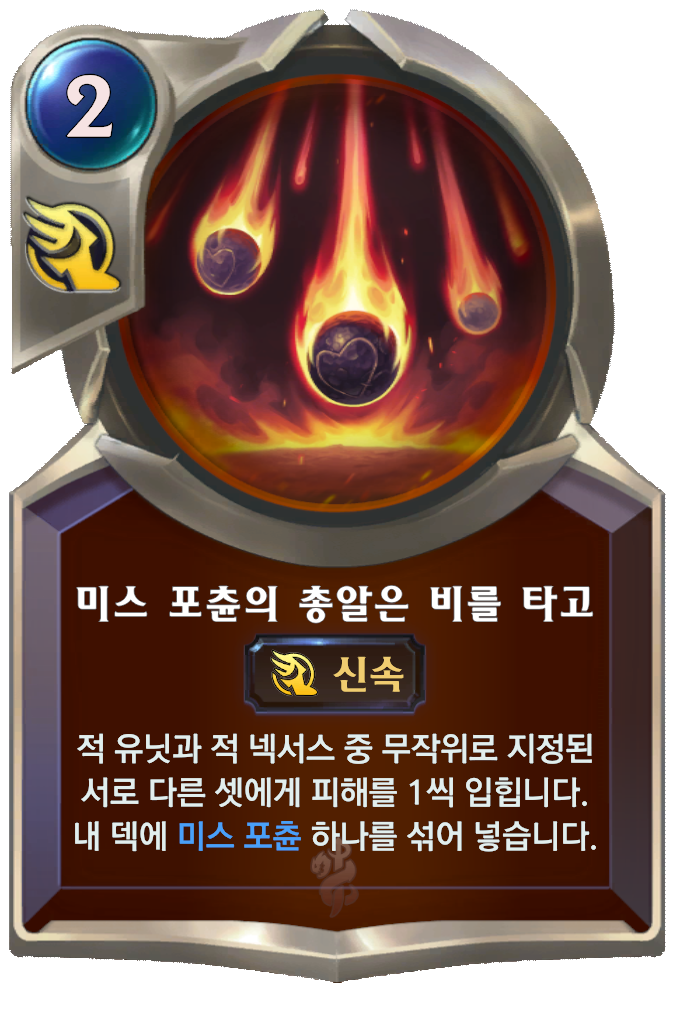 2
미스 포츈의 총알은 비를 타고
신속
적 유닛과 적 넥서스 중 무작위로 지정된
서로 다른 셋에게 피해를 1씩 입힙니다.
내 덱에 미스 포츈 하나를 섞어 넣습니다.